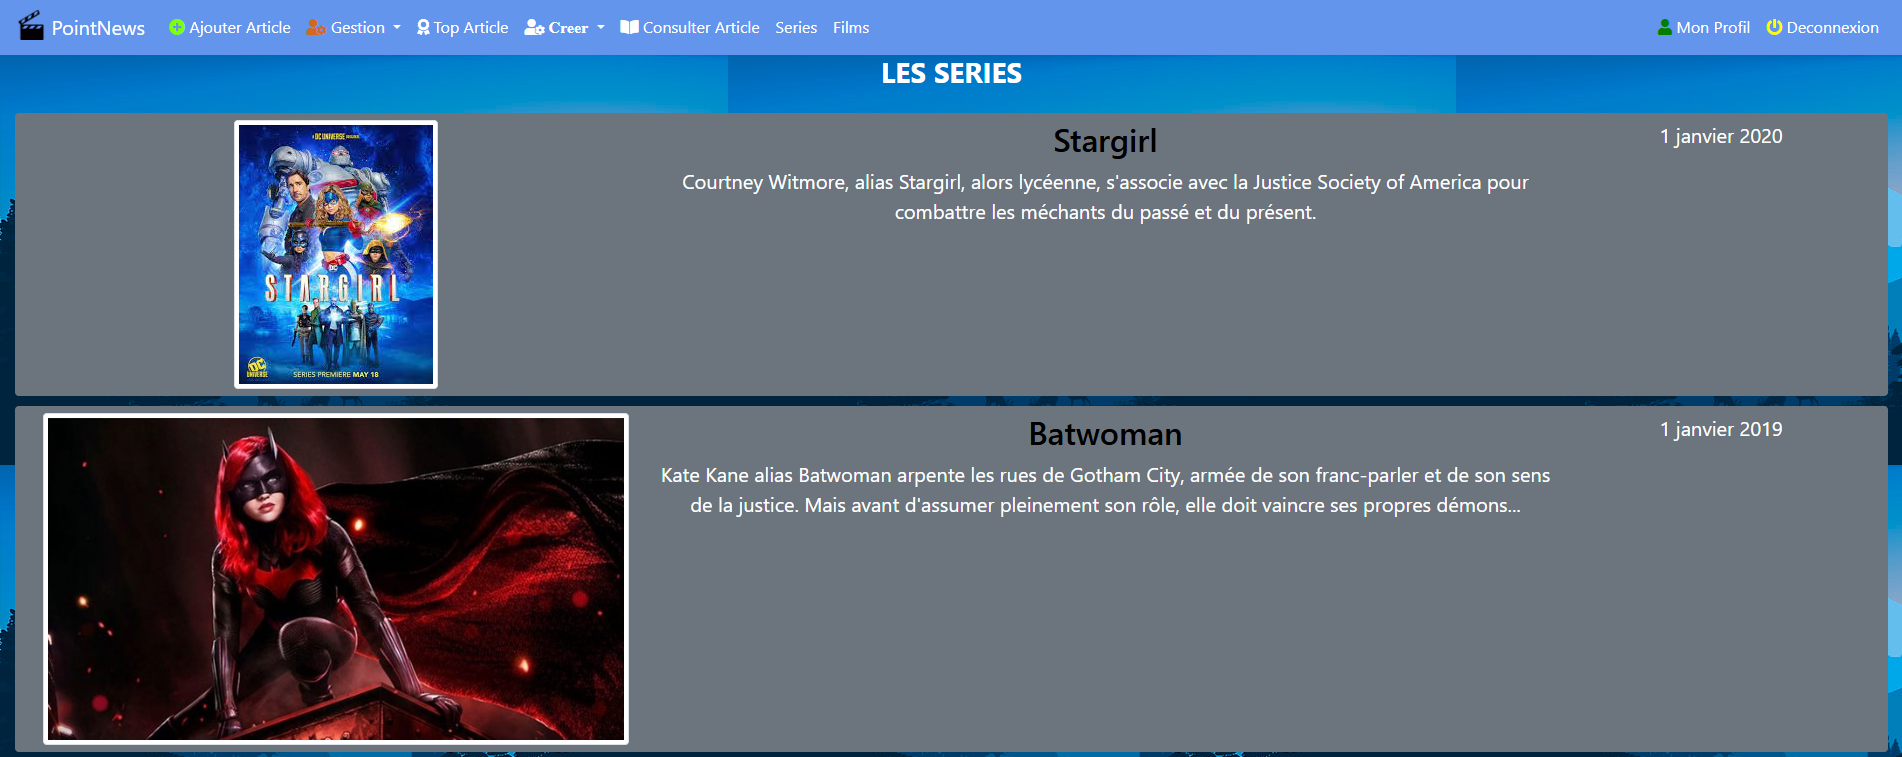 PointNews Ajouter Article Gestion Top Article Creer Consulter Article Series Films Mon Profil Deconnexion
LES SERIES
Stargirl
1 janvier 2020
Courtney Witmore, alias Stargirl, alors lycéenne, s'associe avec la Justice Society of America pour
combattre les méchants du passé et du présent.
DC
STARGIRL
DC
UNIVERSE
SERIES PREMIERE MAY 18
Batwoman
1 janvier 2019
Kate Kane alias Batwoman arpente les rues de Gotham City, armée de son franc-parler et de son sens
de la justice. Mais avant d'assumer pleinement son rôle, elle doit vaincre ses propres démons...